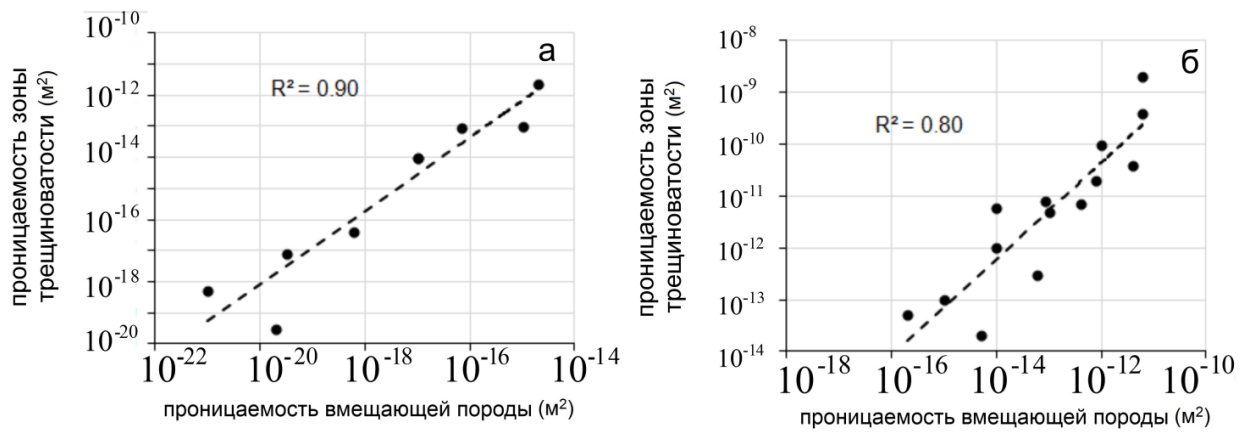 проницаемость зоны
трещиноватости (м²)
10⁻¹⁰
10⁻¹²
10⁻¹⁴
10⁻¹⁶
10⁻¹⁸
10⁻²⁰
а
R² = 0.90
10⁻²² 10⁻²⁰ 10⁻¹⁸ 10⁻¹⁶ 10⁻¹⁴
проницаемость вмещающей породы (м²)
проницаемость зоны
трещиноватости (м²)
10⁻⁸
10⁻⁹
10⁻¹⁰
10⁻¹¹
10⁻¹²
10⁻¹³
10⁻¹⁴
б
R² = 0.80
10⁻¹⁸ 10⁻¹⁶ 10⁻¹⁴ 10⁻¹² 10⁻¹⁰
проницаемость вмещающей породы (м²)